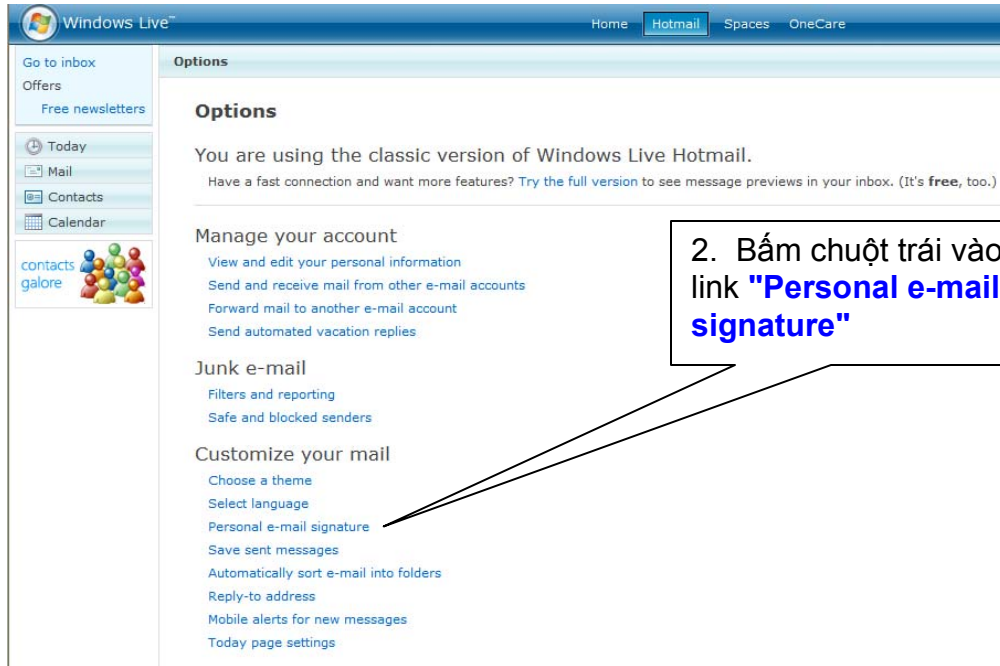 Windows Live™
Home Hotmail Spaces OneCare
Go to inbox
Offers
Free newsletters
Today
Mail
Contacts
Calendar
contacts
galore
Options
Options
You are using the classic version of Windows Live Hotmail.
Have a fast connection and want more features? Try the full version to see message previews in your inbox. (It's free, too.)
Manage your account
View and edit your personal information
Send and receive mail from other e-mail accounts
Forward mail to another e-mail account
Send automated vacation replies
Junk e-mail
Filters and reporting
Safe and blocked senders
Customize your mail
Choose a theme
Select language
Personal e-mail signature
Save sent messages
Automatically sort e-mail into folders
Reply-to address
Mobile alerts for new messages
Today page settings
2. Bấm chuột trái vào
link "Personal e-mail
signature"